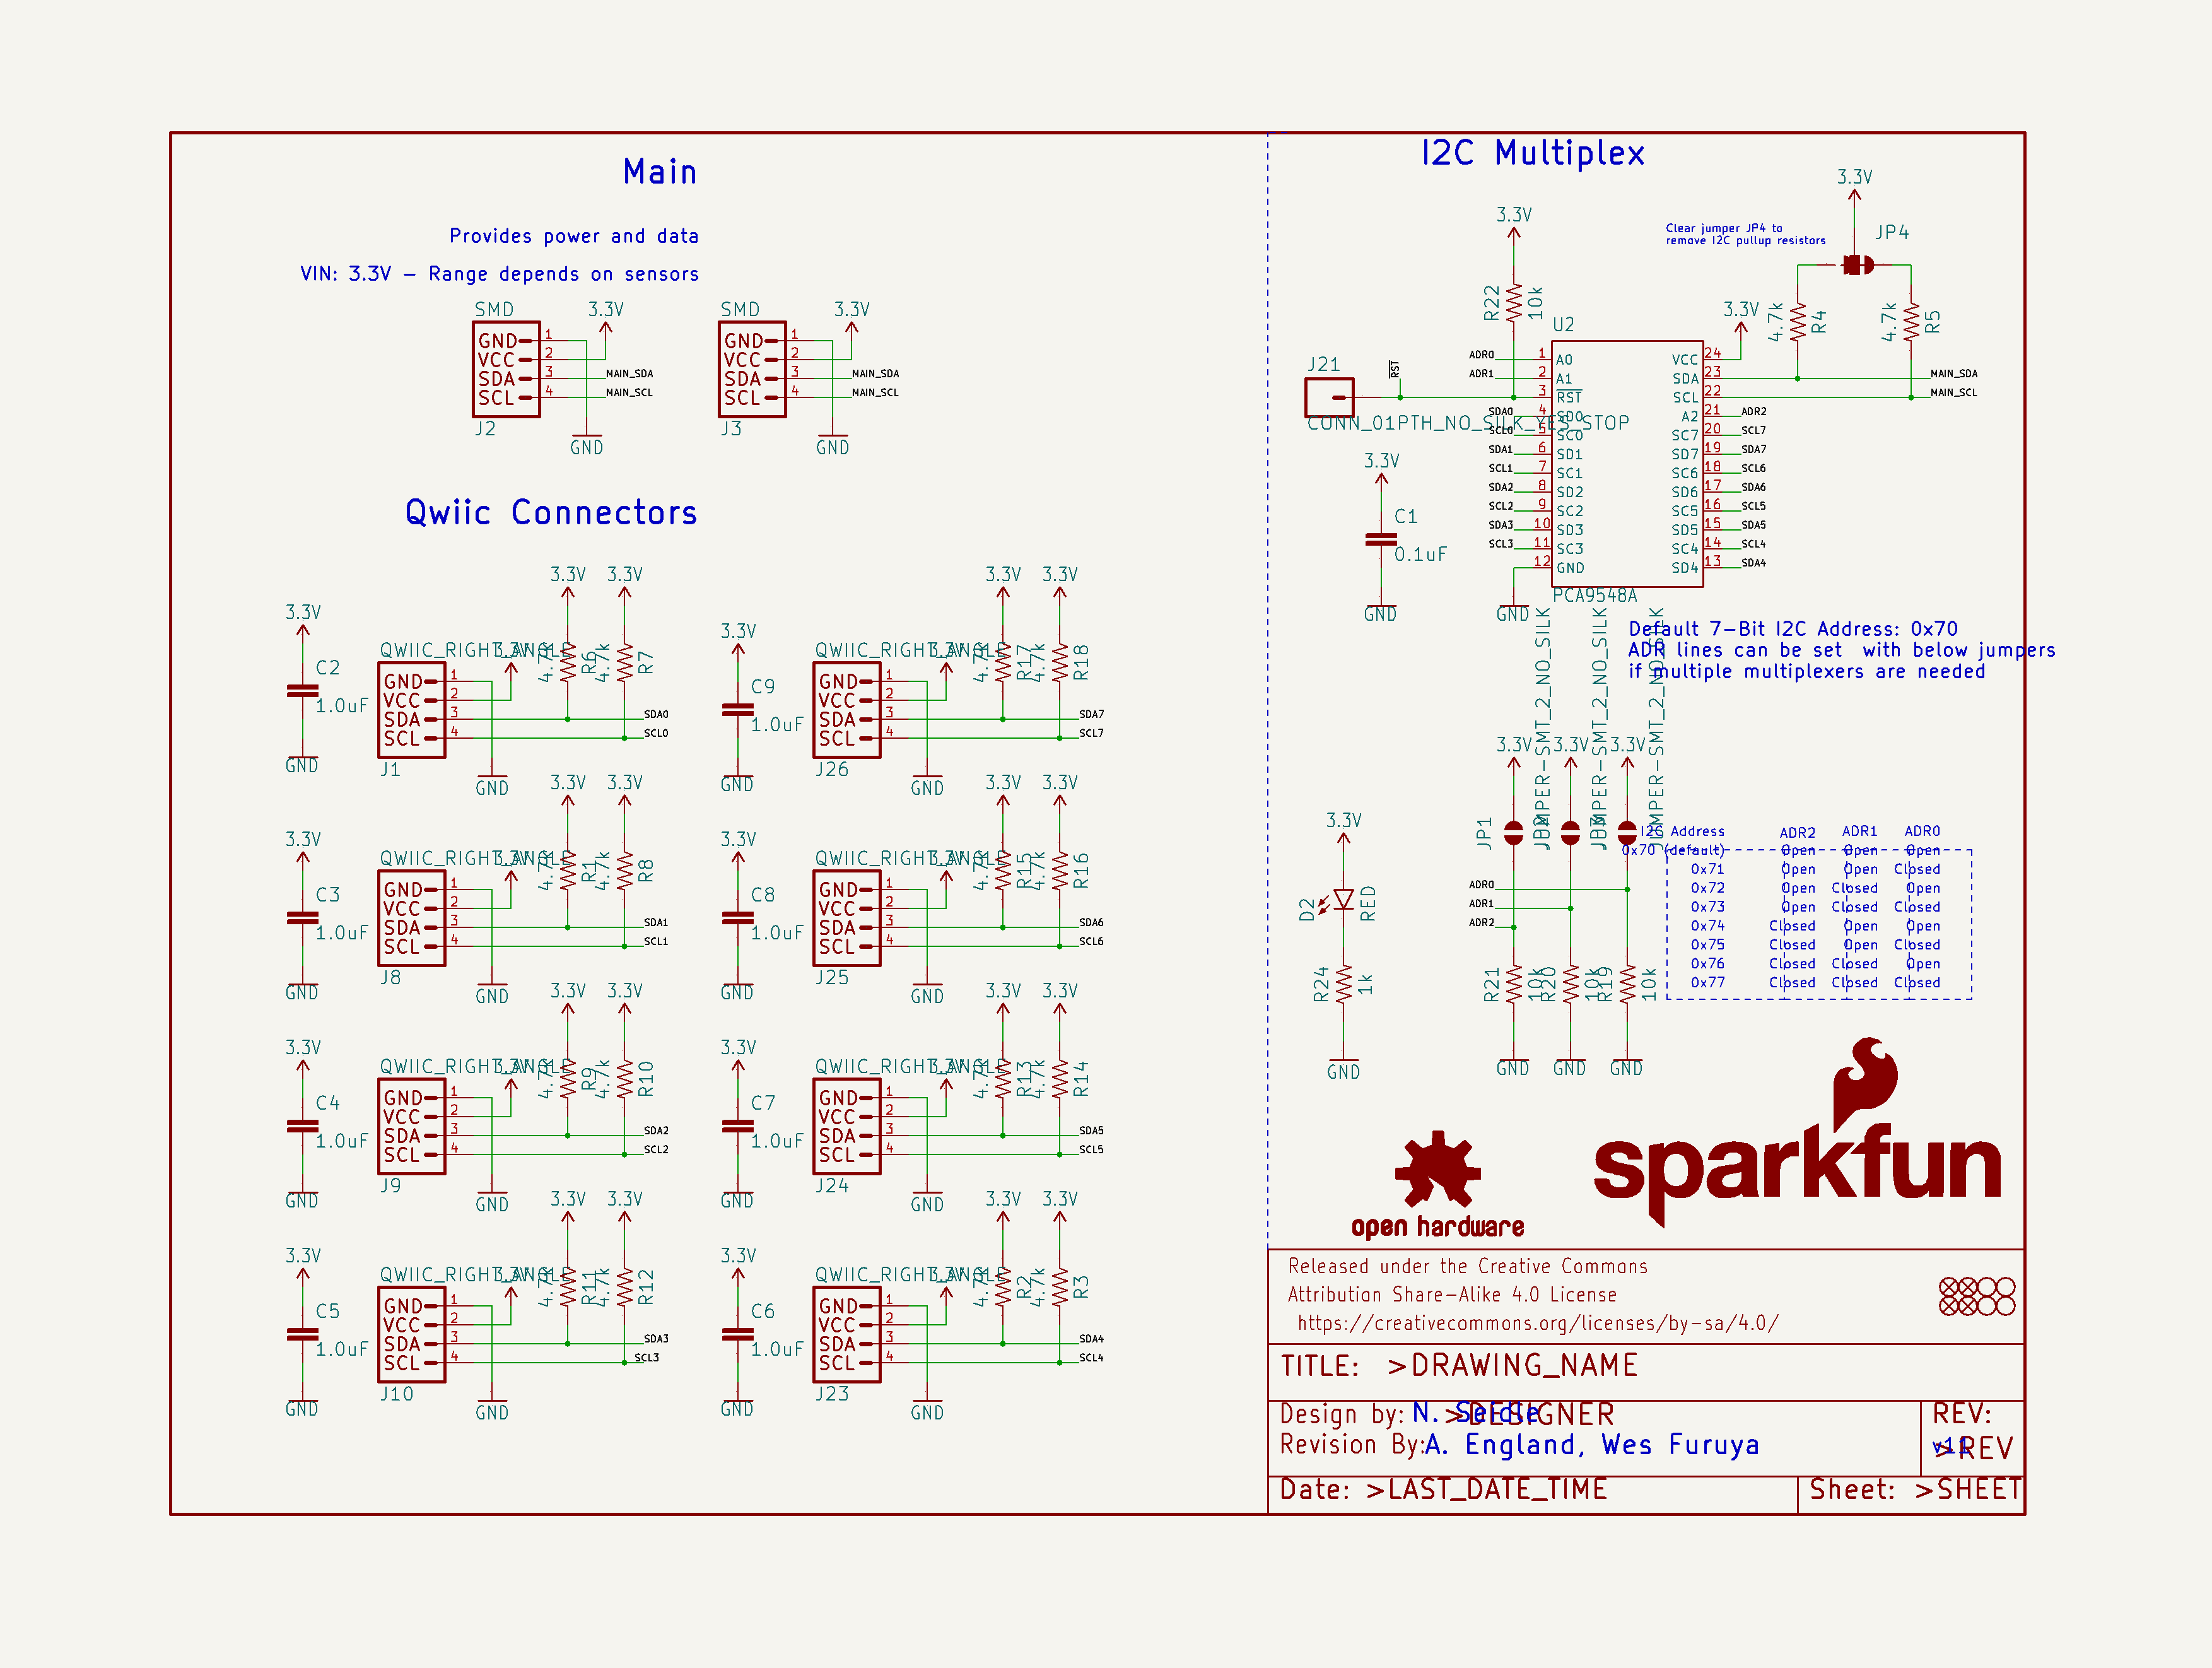 Main
Provides power and data
VIN: 3.3V – Range depends on sensors
SMD
3.3V
GND
VCC
SDA
SCL
1
2
3
4
MAIN_SDA
MAIN_SCL
J2
GND
SMD
3.3V
GND
VCC
SDA
SCL
1
2
3
4
MAIN_SDA
MAIN_SCL
J3
GND
Qwiic Connectors
3.3V
C2
1.0uF
GND
QWIIC_RIGHT_ANGLE
3.3V
3.3V 3.3V
4.7k
R6
4.7k
R7
GND
VCC
SDA
SCL
1
2
3
4
SDA0
SCL0
J1
GND
3.3V
C9
1.0uF
GND
QWIIC_RIGHT_ANGLE
3.3V
3.3V 3.3V
4.7k
R17
4.7k
R18
GND
VCC
SDA
SCL
1
2
3
4
SDA7
SCL7
J26
GND
3.3V
C3
1.0uF
GND
QWIIC_RIGHT_ANGLE
3.3V
3.3V 3.3V
4.7k
R1
4.7k
R8
GND
VCC
SDA
SCL
1
2
3
4
SDA1
SCL1
J8
GND
3.3V
C8
1.0uF
GND
QWIIC_RIGHT_ANGLE
3.3V
3.3V 3.3V
4.7k
R15
4.7k
R16
GND
VCC
SDA
SCL
1
2
3
4
SDA6
SCL6
J25
GND
3.3V
C4
1.0uF
GND
QWIIC_RIGHT_ANGLE
3.3V
3.3V 3.3V
4.7k
R9
4.7k
R10
GND
VCC
SDA
SCL
1
2
3
4
SDA2
SCL2
J9
GND
3.3V
C7
1.0uF
GND
QWIIC_RIGHT_ANGLE
3.3V
3.3V 3.3V
4.7k
R13
4.7k
R14
GND
VCC
SDA
SCL
1
2
3
4
SDA5
SCL5
J24
GND
3.3V
C5
1.0uF
GND
QWIIC_RIGHT_ANGLE
3.3V
3.3V 3.3V
4.7k
R11
4.7k
R12
GND
VCC
SDA
SCL
1
2
3
4
SDA3
SCL3
J10
GND
3.3V
C6
1.0uF
GND
QWIIC_RIGHT_ANGLE
3.3V
3.3V 3.3V
4.7k
R2
4.7k
R3
GND
VCC
SDA
SCL
1
2
3
4
SDA4
SCL4
J23
GND
I2C Multiplex
3.3V
R22
10k
Clear jumper JP4 to
remove I2C pullup resistors
3.3V
JP4
4.7k
R4
4.7k
R5
3.3V
J21
RST
CONN_01PTH_NO_SILK_YES_STOP
U2
ADR0 1 A0
ADR1 2 A1
3 RST
SDA0 4 SD0
SCL0 5 SC0
SDA1 6 SD1
SCL1 7 SC1
SDA2 8 SD2
SCL2 9 SC2
SDA3 10 SD3
SCL3 11 SC3
12 GND
VCC 24
SDA 23 MAIN_SDA
SCL 22 MAIN_SCL
A2 21 ADR2
SC7 20 SCL7
SD7 19 SDA7
SC6 18 SCL6
SD6 17 SDA6
SC5 16 SCL5
SD5 15 SDA5
SC4 14 SCL4
SD4 13 SDA4
PCA9548A
GND
3.3V
C1
0.1uF
GND
Default 7–Bit I2C Address: 0x70
ADR lines can be set with below jumpers
if multiple multiplexers are needed
3.3V 3.3V 3.3V
JUMPER–SMT_2_NO_SILK
JUMPER–SMT_2_NO_SILK
JUMPER–SMT_2_NO_SILK
JP1
JP2
JP3
ADR0
ADR1
ADR2
R21
10k
R20
10k
R19
10k
GND GND GND
3.3V
D2
RED
R24
1k
GND
I2C Address ADR2 ADR1 ADR0
0x70 (default) Open Open Open
0x71 Open Open Closed
0x72 Open Closed Open
0x73 Open Closed Closed
0x74 Closed Open Open
0x75 Closed Open Closed
0x76 Closed Closed Open
0x77 Closed Closed Closed
open hardware
sparkfun
Released under the Creative Commons
Attribution Share–Alike 4.0 License
https://creativecommons.org/licenses/by–sa/4.0/
TITLE: >DRAWING_NAME
Design by: N. Seidle
>DESIGNER
Revision By: A. England, Wes Furuya
REV:
>REV
Date: >LAST_DATE_TIME
Sheet: >SHEET